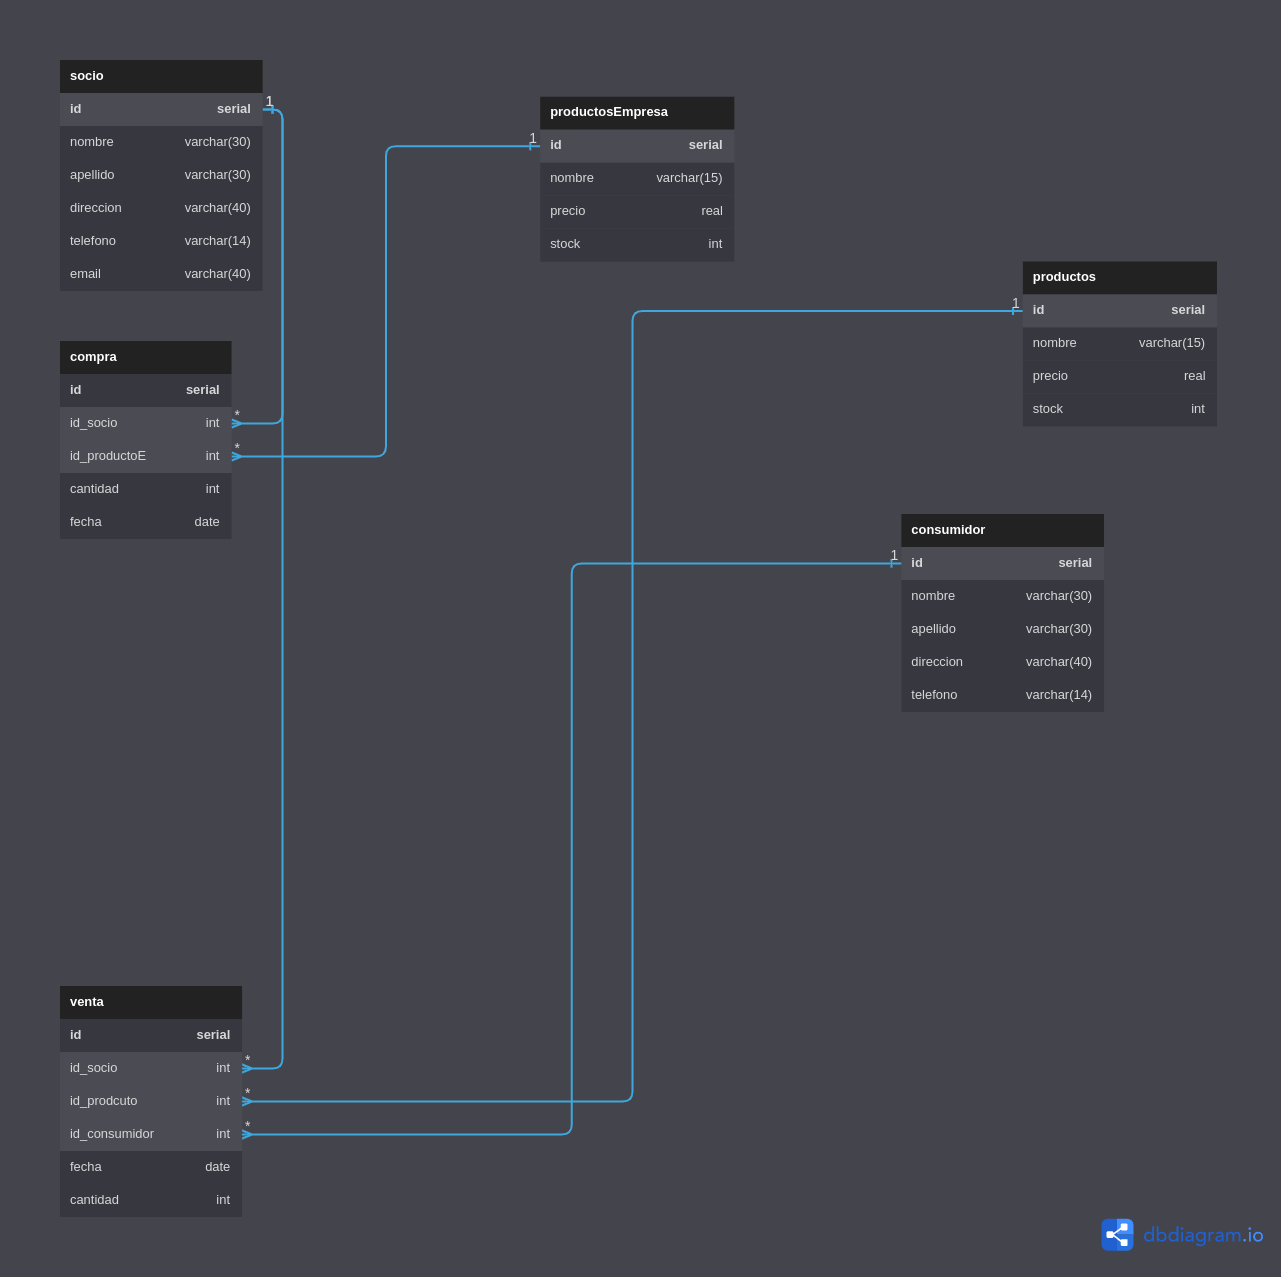 socio
id serial
nombre varchar(30)
apellido varchar(30)
direccion varchar(40)
telefono varchar(14)
email varchar(40)
1
productosEmpresa
1
id serial
nombre varchar(15)
precio real
stock int
productos
1
id serial
nombre varchar(15)
precio real
stock int
compra
id serial
id_socio int
*
id_productoE int
*
cantidad int
fecha date
consumidor
1
id serial
nombre varchar(30)
apellido varchar(30)
direccion varchar(40)
telefono varchar(14)
venta
id serial
id_socio int
*
id_prodcuto int
*
id_consumidor int
*
fecha date
cantidad int
dbdiagram.io